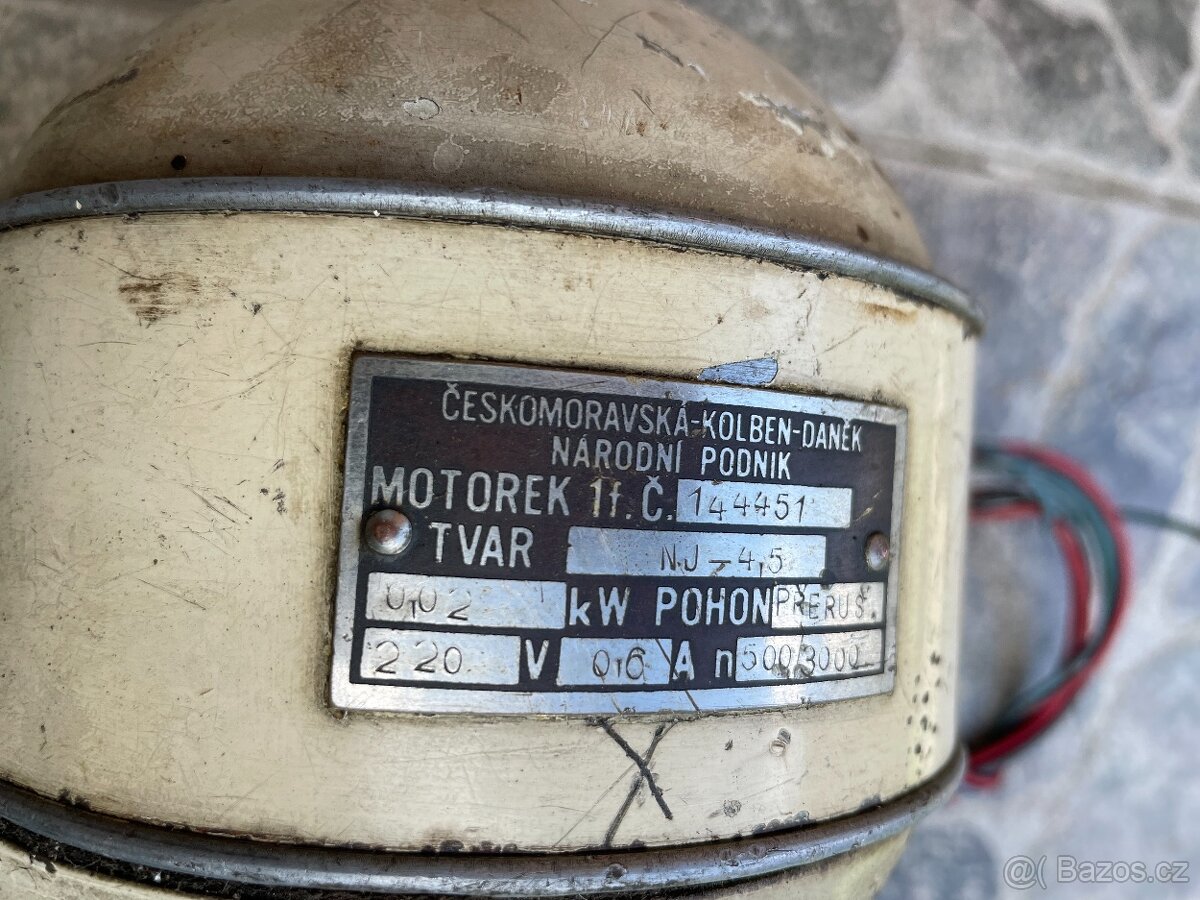 ČESKOMORAVSKÁ-KOLBEN-DANĚK
NÁRODNÍ PODNIK
MOTOREK 1f. Č. 144451
TVAR NJ-4,5
0,02 kW POHON PŘERUŠ.
220 V 0,6 A n 500/3000
Bazos.cz